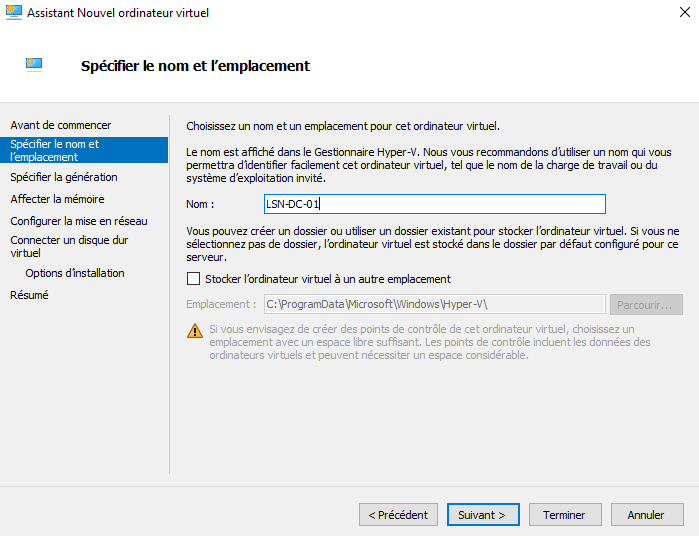 Assistant Nouvel ordinateur virtuel
Spécifier le nom et l'emplacement
Avant de commencer
Spécifier le nom et
l'emplacement
Spécifier la génération
Affecter la mémoire
Configurer la mise en réseau
Connecter un disque dur
virtuel
Options d'installation
Résumé
Choisissez un nom et un emplacement pour cet ordinateur virtuel.
Le nom est affiché dans le Gestionnaire Hyper-V. Nous vous recommandons d'utiliser un nom qui vous
permettra d'identifier facilement cet ordinateur virtuel, tel que le nom de la charge de travail ou du
système d'exploitation invité.
Nom :
LSN-DC-01
Vous pouvez créer un dossier ou utiliser un dossier existant pour stocker l'ordinateur virtuel. Si vous ne
sélectionnez pas de dossier, l'ordinateur virtuel est stocké dans le dossier par défaut configuré pour ce
serveur.
Stocker l'ordinateur virtuel à un autre emplacement
Emplacement :
C:\ProgramData\Microsoft\Windows\Hyper-V\
Parcourir...
Si vous envisagez de créer des points de contrôle de cet ordinateur virtuel, choisissez un
emplacement avec un espace libre suffisant. Les points de contrôle incluent les données des
ordinateurs virtuels et peuvent nécessiter un espace considérable.
< Précédent
Suivant >
Terminer
Annuler